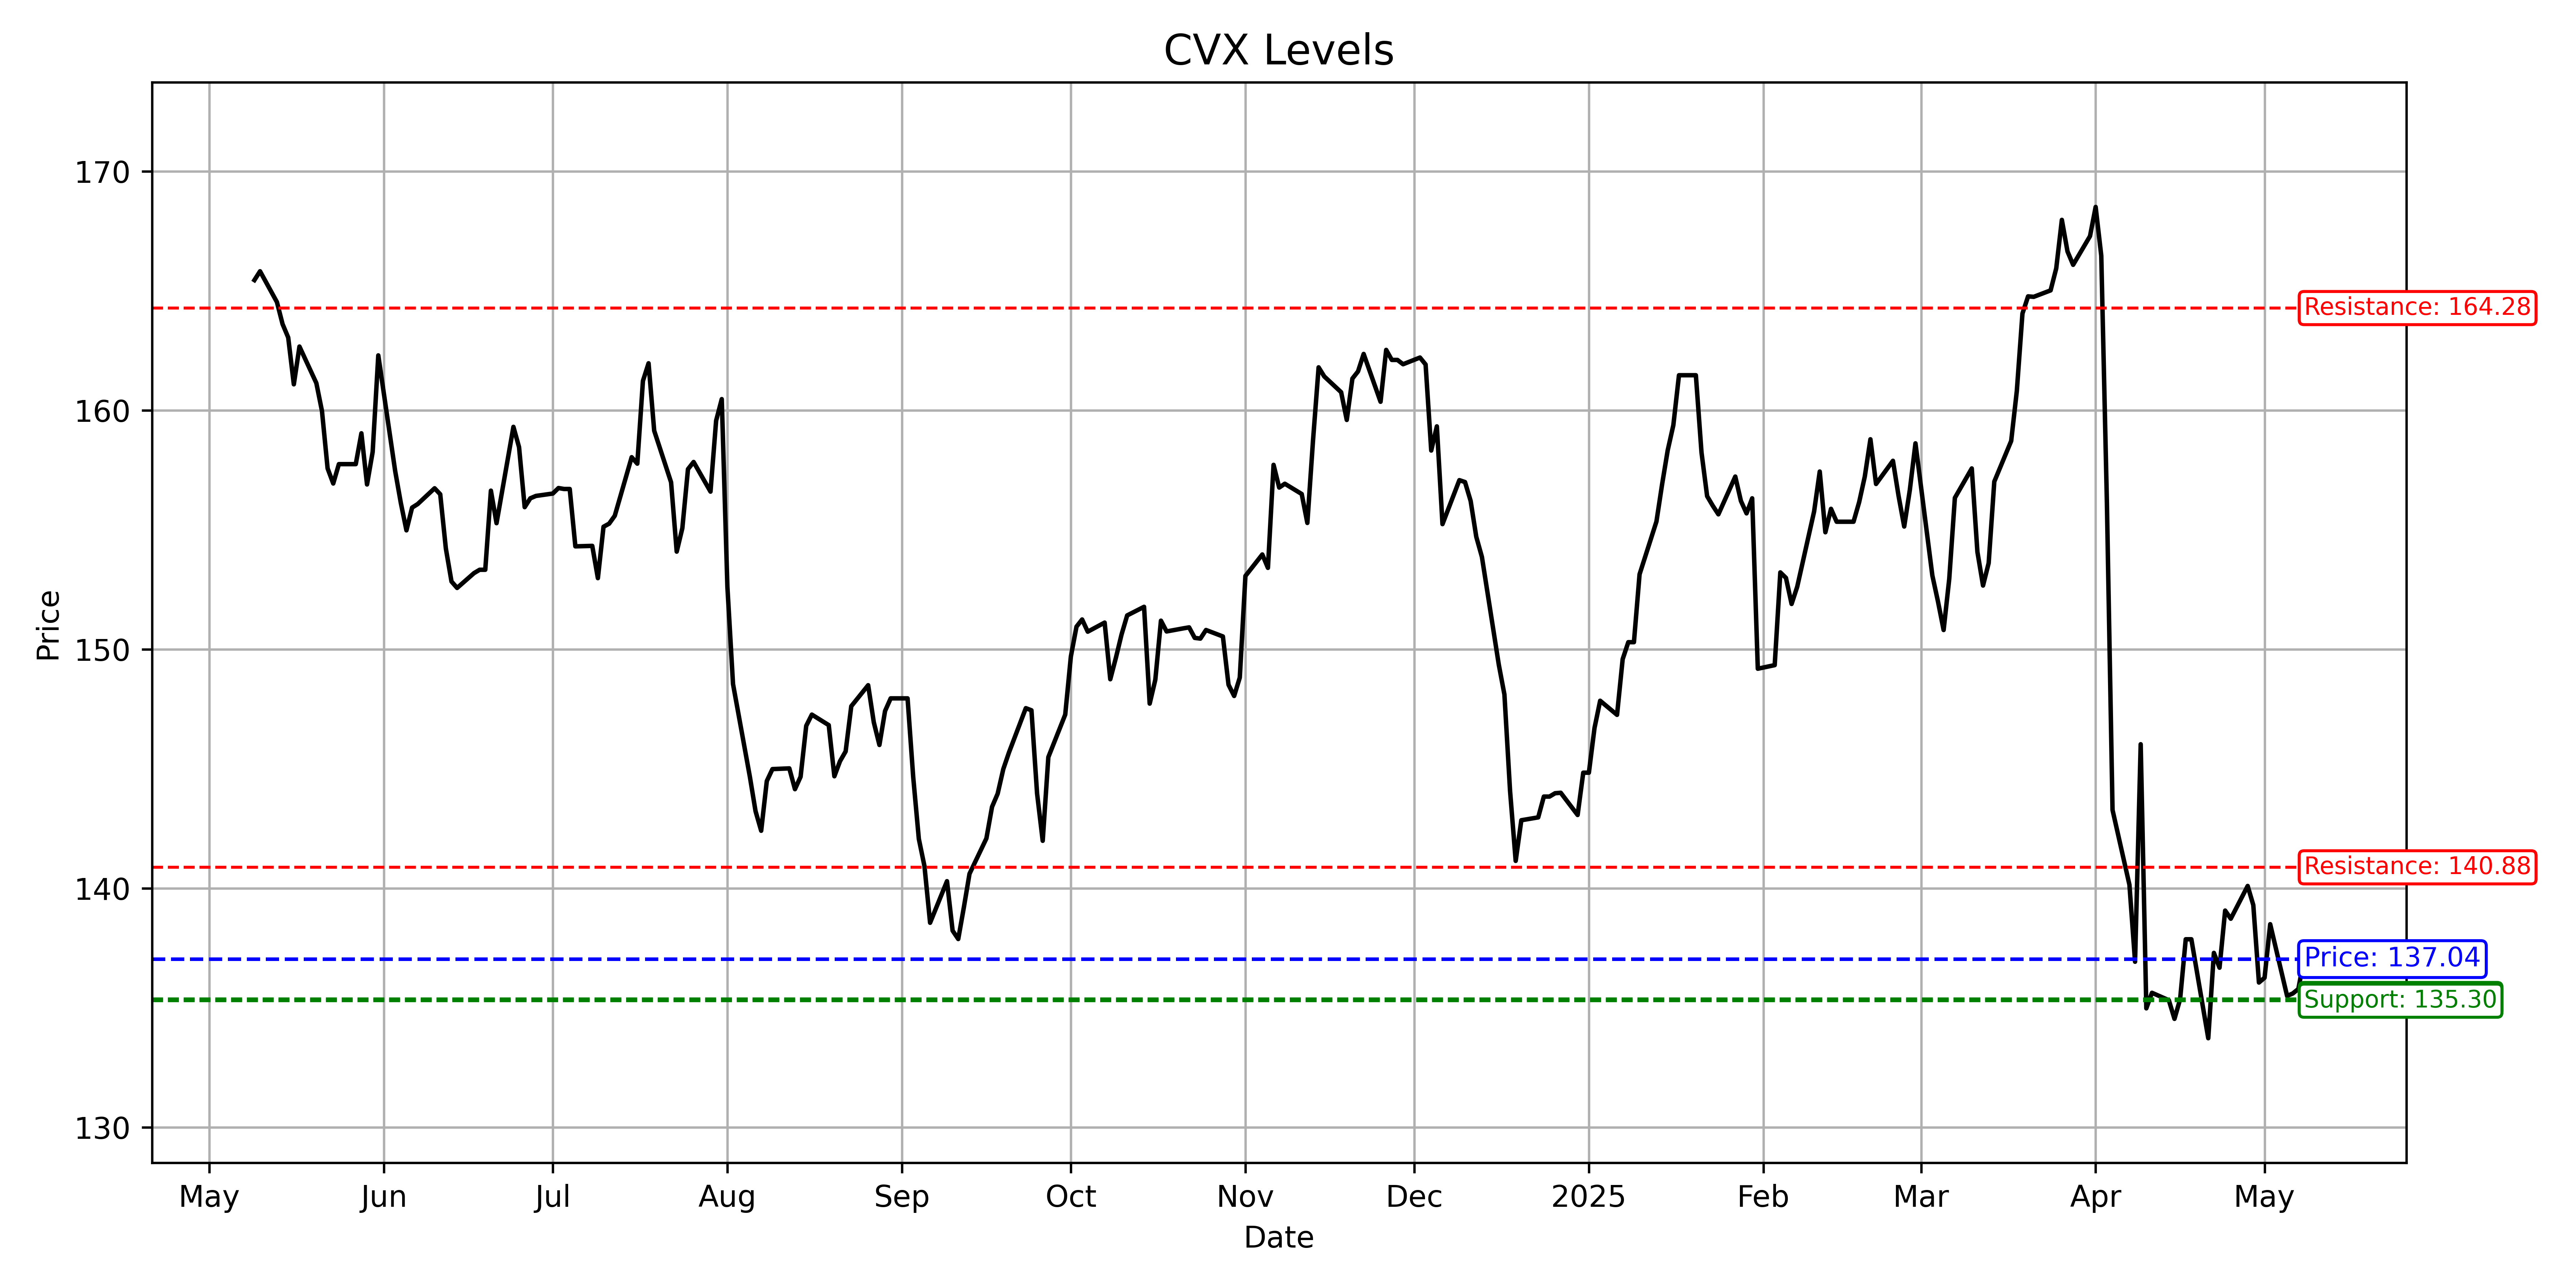 CVX Levels
170
160
150
140
130
Price
Resistance: 164.28
Resistance: 140.88
Price: 137.04
Support: 135.30
May Jun Jul Aug Sep Oct Nov Dec 2025 Feb Mar Apr May
Date